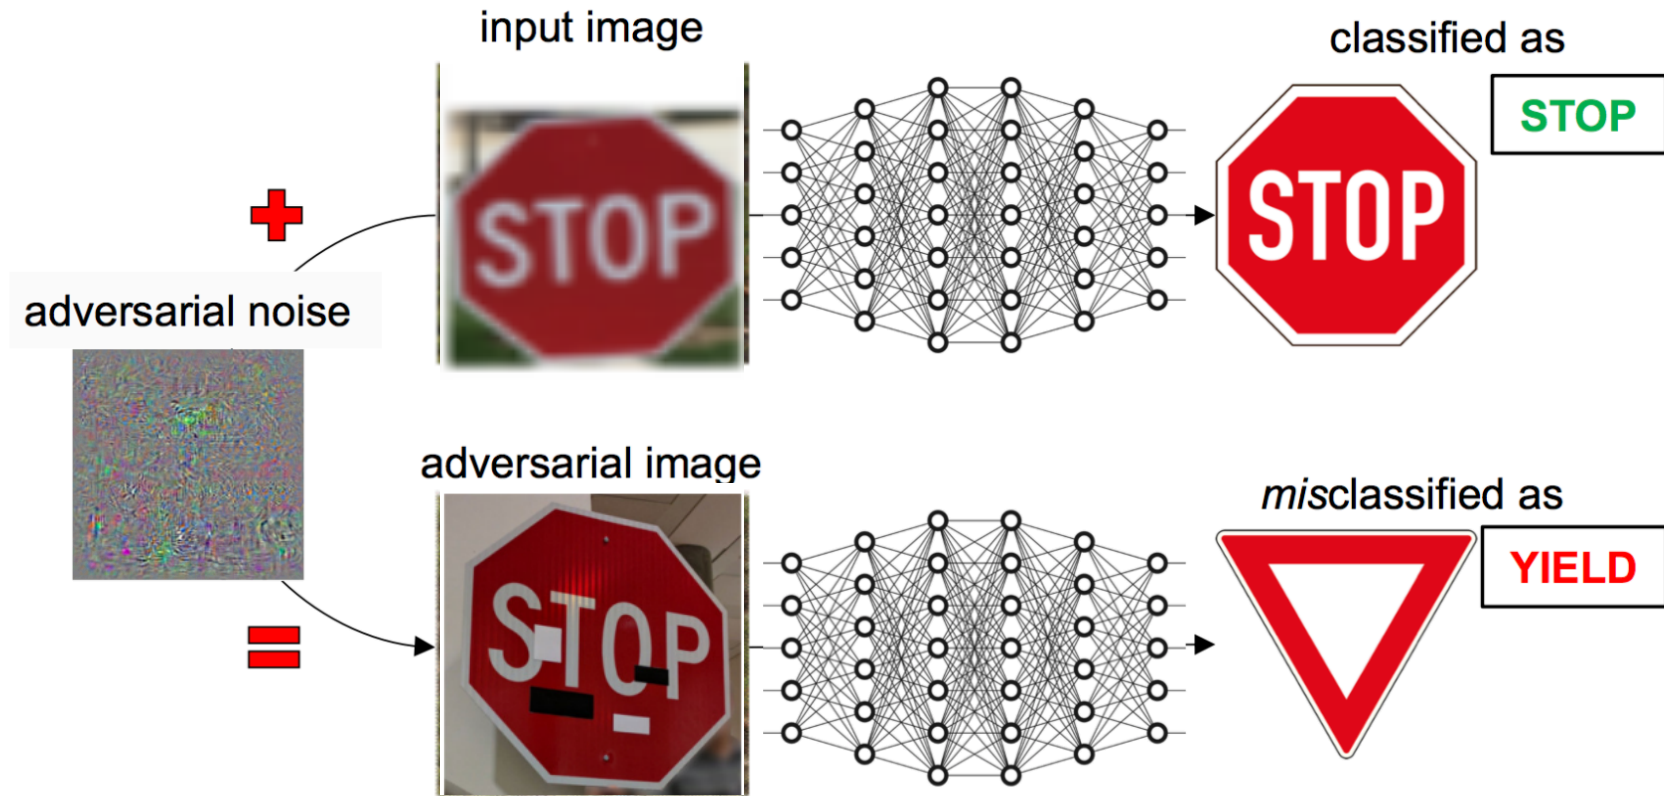 input image
classified as
STOP
STOP
STOP
adversarial noise
adversarial image
misclassified as
STOP
YIELD